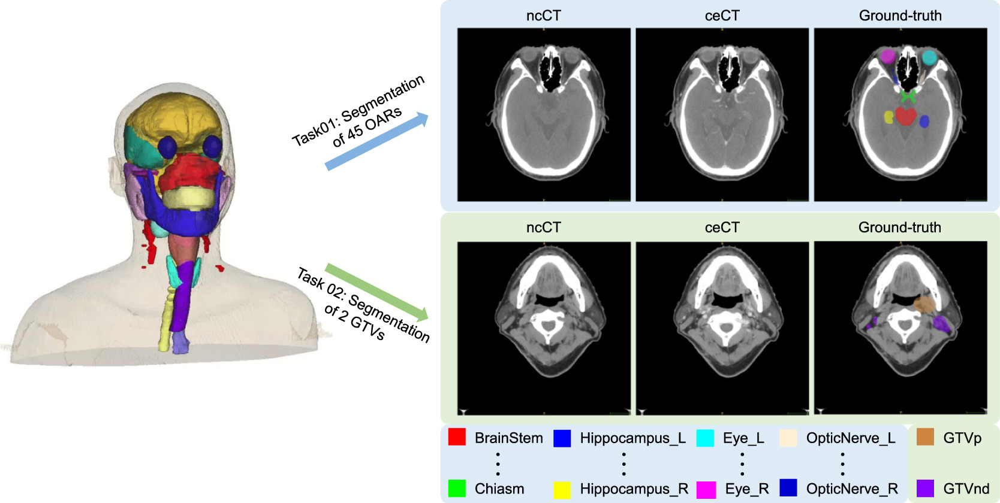 Task01: Segmentation
of 45 OARs
ncCT
ceCT
Ground-truth
Task 02: Segmentation
of 2 GTVs
ncCT
ceCT
Ground-truth
BrainStem
Hippocampus_L
Eye_L
OpticNerve_L
GTVp
Chiasm
Hippocampus_R
Eye_R
OpticNerve_R
GTVnd